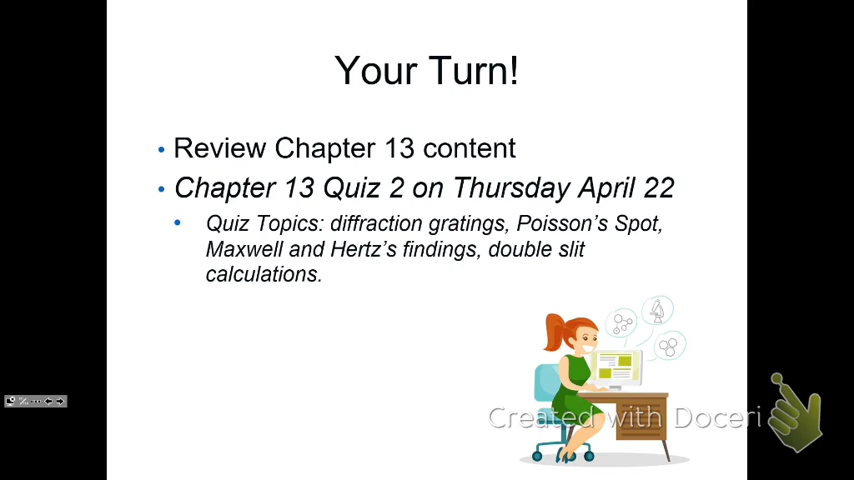 Your Turn!
• Review Chapter 13 content
• Chapter 13 Quiz 2 on Thursday April 22
• Quiz Topics: diffraction gratings, Poisson's Spot,
Maxwell and Hertz's findings, double slit
calculations.
Created with Doceri